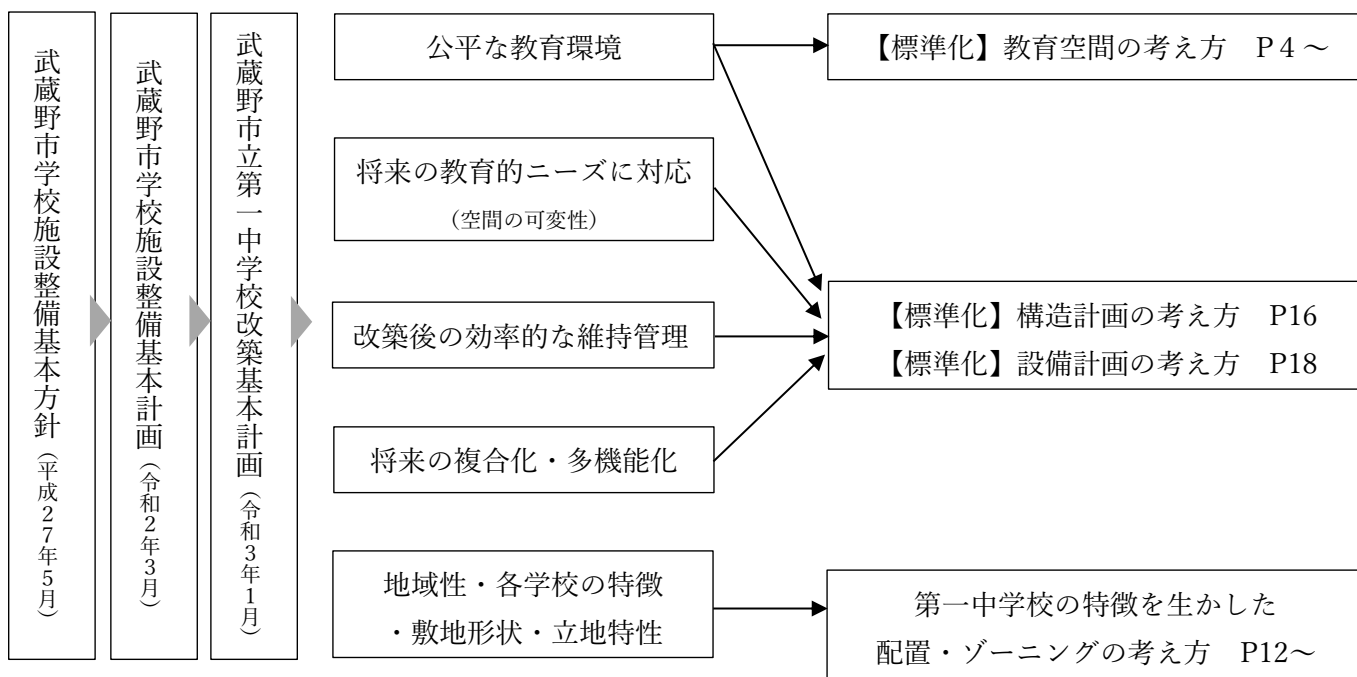 武蔵野市学校施設整備基本方針（平成27年5月）
武蔵野市学校施設整備基本計画（令和2年3月）
武蔵野市立第一中学校改築基本計画（令和3年1月）
公平な教育環境
将来の教育的ニーズに対応
（空間の可変性）
改築後の効率的な維持管理
将来の複合化・多機能化
地域性・各学校の特徴
・敷地形状・立地特性
【標準化】教育空間の考え方　P４～
【標準化】構造計画の考え方　P16
【標準化】設備計画の考え方　P18
第一中学校の特徴を生かした
配置・ゾーニングの考え方　P12～